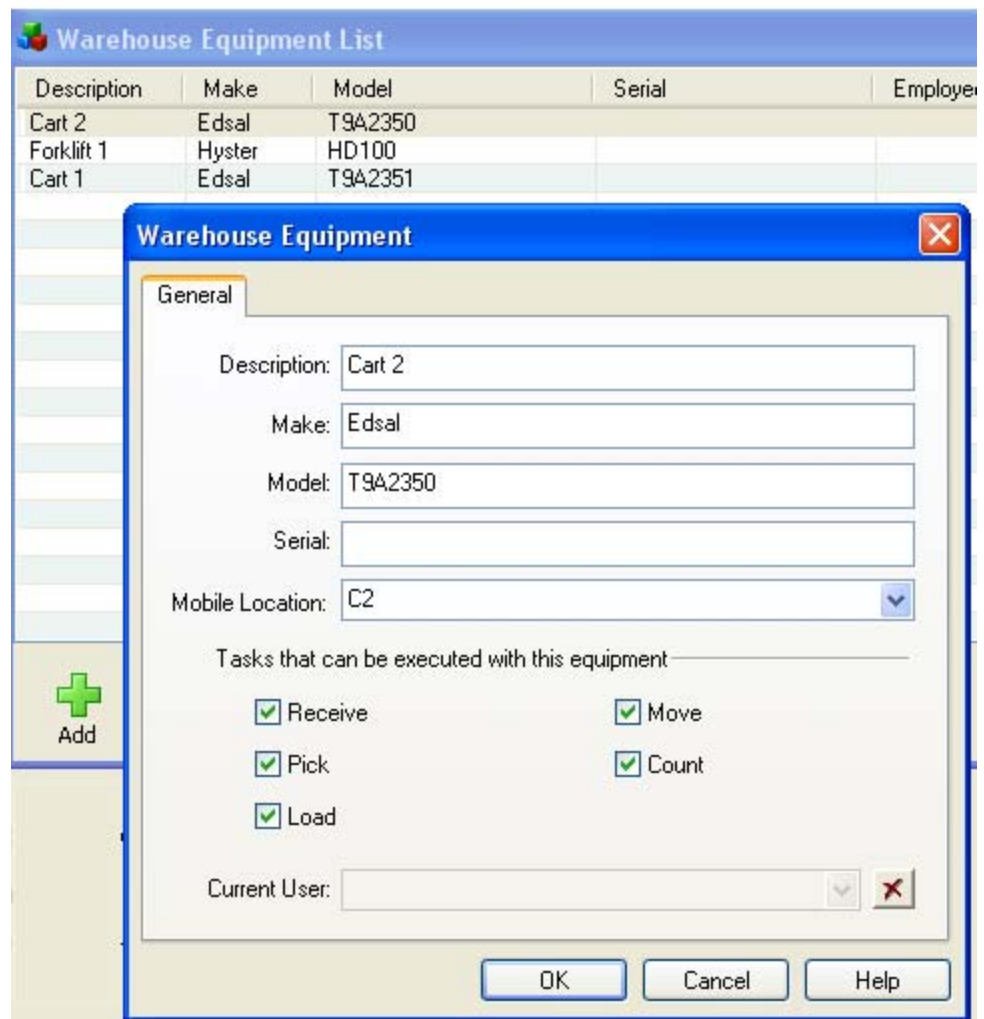 Warehouse Equipment List
Description Make Model Serial Employee
Cart 2 Edsal T9A2350
Forklift 1 Hyster HD100
Cart 1 Edsal T9A2351
Warehouse Equipment
General
Description: Cart 2
Make: Edsal
Model: T9A2350
Serial:
Mobile Location: C2
Tasks that can be executed with this equipment
Receive Move
Pick Count
Load
Add
Current User:
OK Cancel Help